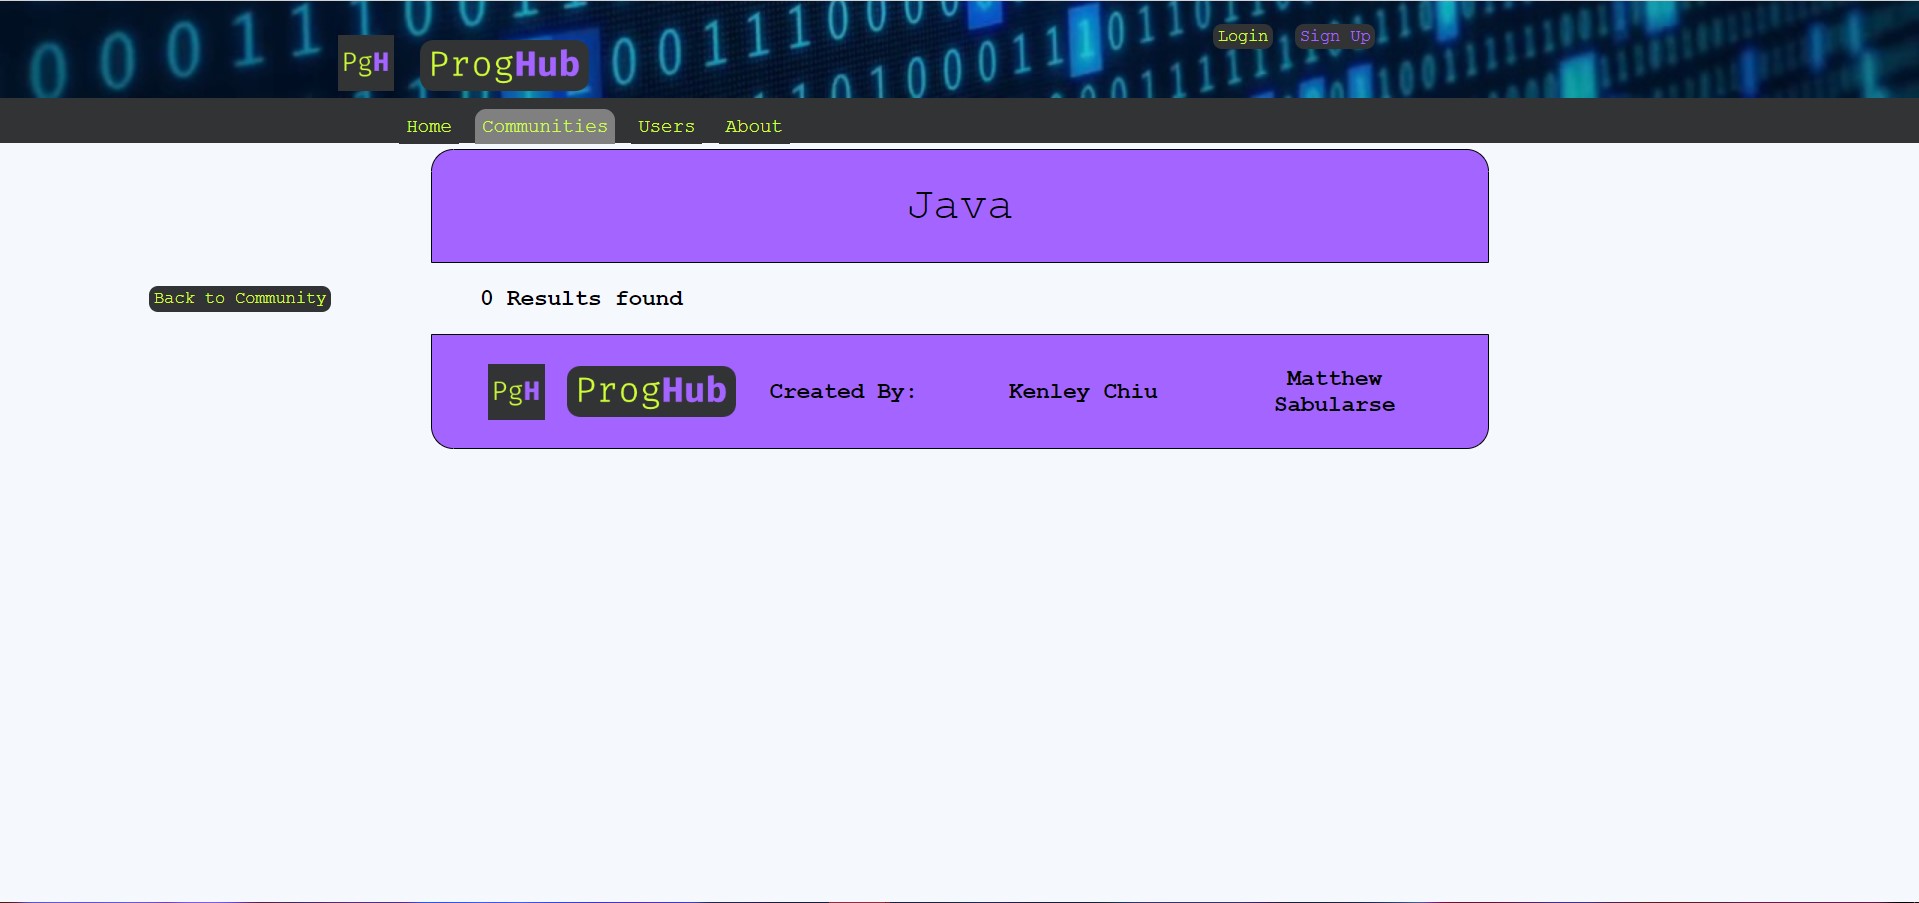 PgH
ProgHub
Login
Sign Up
Home
Communities
Users
About
Java
Back to Community
0 Results found
PgH
ProgHub
Created By:
Kenley Chiu
Matthew
Sabularse